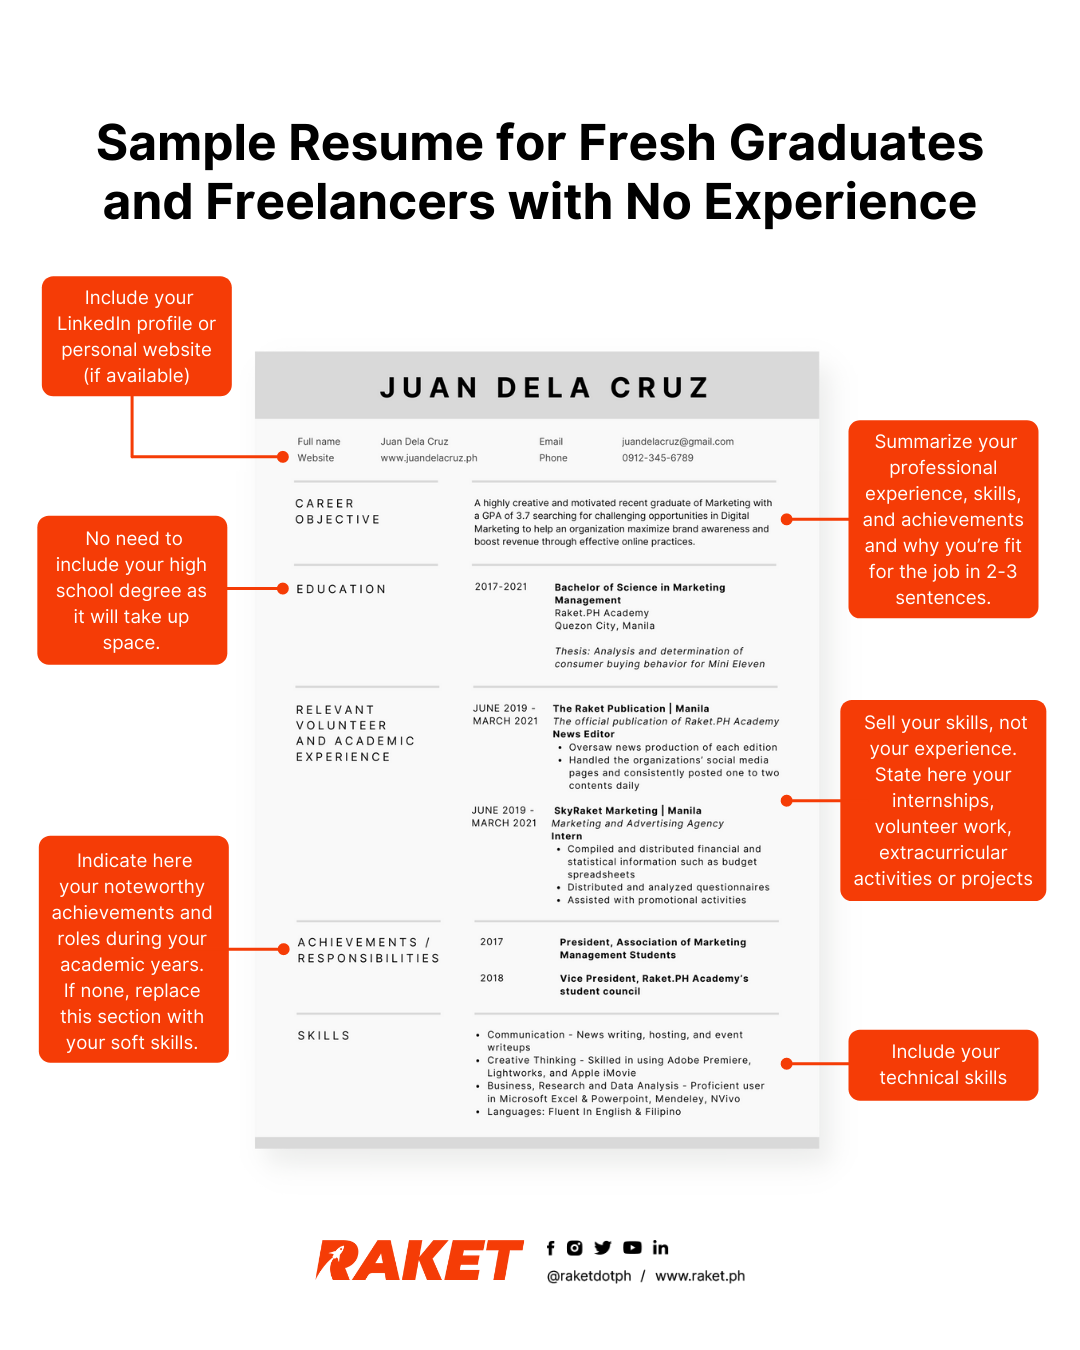 Sample Resume for Fresh Graduates
and Freelancers with No Experience
Include your
LinkedIn profile or
personal website
(if available)
JUAN DELA CRUZ
Full name Juan Dela Cruz Email juandelacruz@gmail.com
Website www.juandelacruz.ph Phone 0912-345-6789
Summarize your
professional
experience, skills,
and achievements
and why you're fit
for the job in 2-3
sentences.
CAREER
OBJECTIVE
A highly creative and motivated recent graduate of Marketing with
a GPA of 3.7 searching for challenging opportunities in Digital
Marketing to help an organization maximize brand awareness and
boost revenue through effective online practices.
No need to
include your high
school degree as
it will take up
space.
EDUCATION
2017-2021
Bachelor of Science in Marketing
Management
Raket.PH Academy
Quezon City, Manila
Thesis: Analysis and determination of
consumer buying behavior for Mini Eleven
RELEVANT
VOLUNTEER
AND ACADEMIC
EXPERIENCE
JUNE 2019 -
MARCH 2021
The Raket Publication | Manila
The official publication of Raket.PH Academy
News Editor
• Oversaw news production of each edition
• Handled the organizations' social media
pages and consistently posted one to two
contents daily
JUNE 2019 -
MARCH 2021
SkyRaket Marketing | Manila
Marketing and Advertising Agency
Intern
• Compiled and distributed financial and
statistical information such as budget
spreadsheets
• Distributed and analyzed questionnaires
• Assisted with promotional activities
Sell your skills, not
your experience.
State here your
internships,
volunteer work,
extracurricular
activities or projects
Indicate here
your noteworthy
achievements and
roles during your
academic years.
If none, replace
this section with
your soft skills.
ACHIEVEMENTS /
RESPONSIBILITIES
2017
President, Association of Marketing
Management Students
2018
Vice President, Raket.PH Academy's
student council
SKILLS
• Communication - News writing, hosting, and event
writeups
• Creative Thinking - Skilled in using Adobe Premiere,
Lightworks, and Apple iMovie
• Business, Research and Data Analysis - Proficient user
in Microsoft Excel & Powerpoint, Mendeley, NVivo
• Languages: Fluent In English & Filipino
Include your
technical skills
RAKET
@raketdotph / www.raket.ph